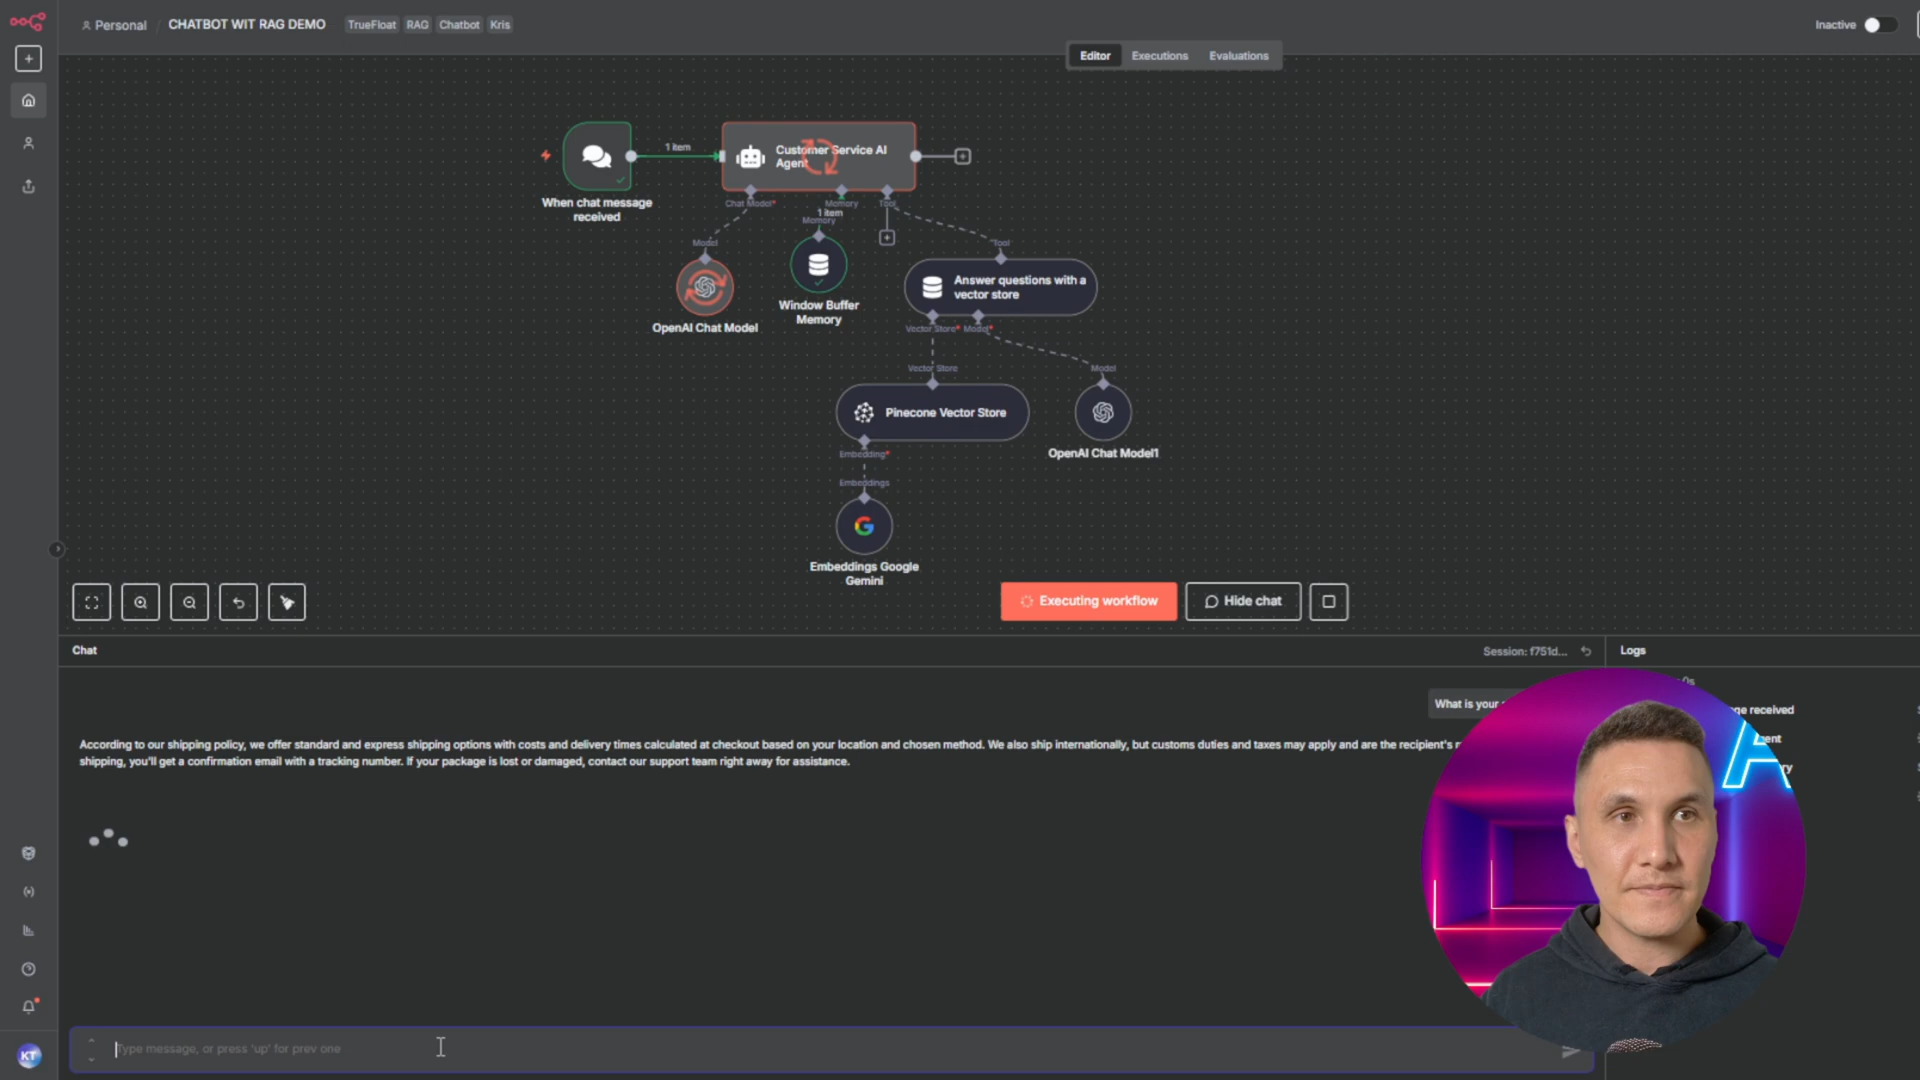 Personal / CHATBOT WIT RAG DEMO TrueFloat RAG Chatbot Kris
Inactive
Editor Executions Evaluations
1 item
Customer Service AI
Agent
When chat message
received
Chat Model*
Memory
Tool
1 item
Memory
Model
Tool
Answer questions with a
vector store
OpenAI Chat Model
Window Buffer
Memory
Vector Store* Model*
Vector Store
Model
Pinecone Vector Store
OpenAI Chat Model1
Embedding*
Embeddings
Embeddings Google
Gemini
Executing workflow
Hide chat
Chat
Session: f751d...
Logs
What is your
0s
received
According to our shipping policy, we offer standard and express shipping options with costs and delivery times calculated at checkout based on your location and chosen method. We also ship internationally, but customs duties and taxes may apply and are the recipient's
shipping, you'll get a confirmation email with a tracking number. If your package is lost or damaged, contact our support team right away for assistance.
A
Type message, or press 'up' for prev one
KT